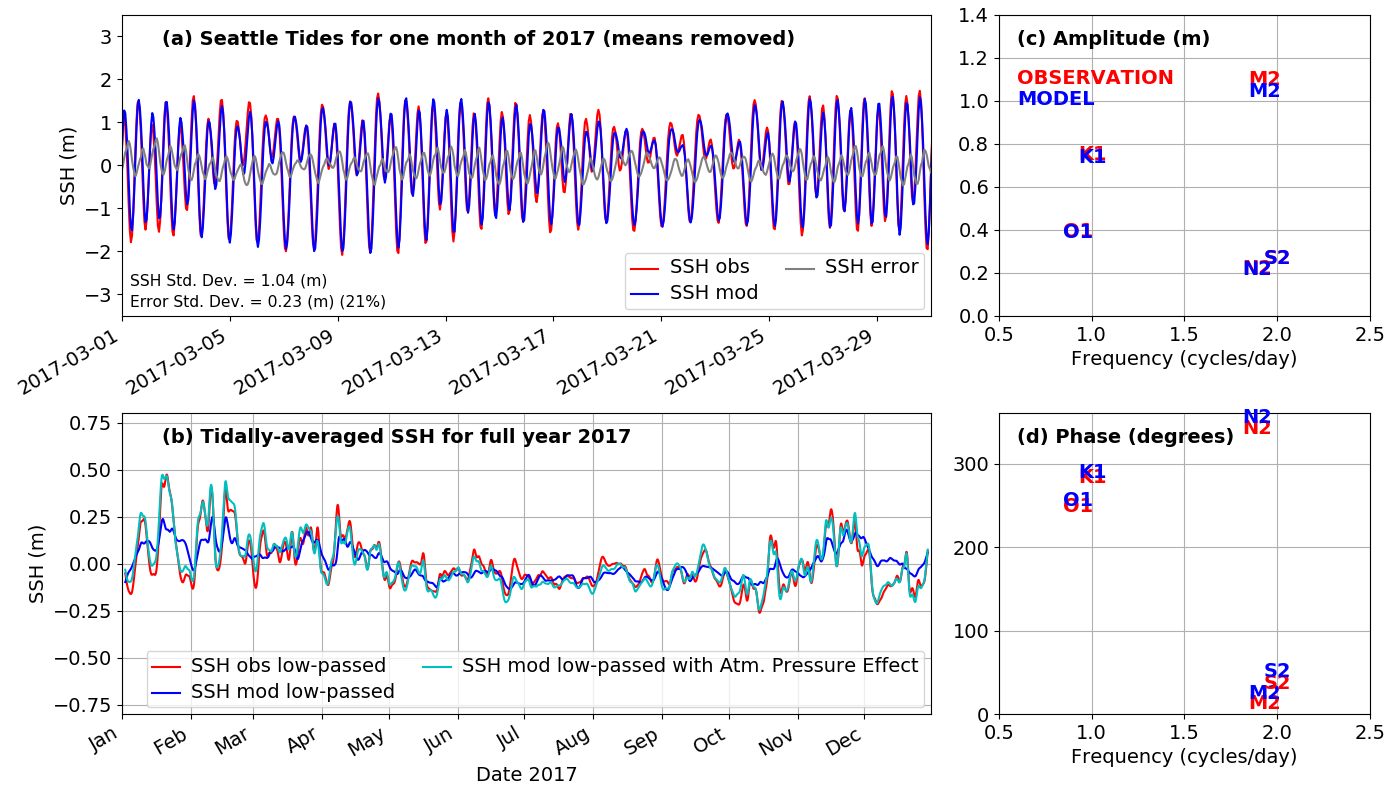 (a) Seattle Tides for one month of 2017 (means removed)
3
2
1
0
−1
−2
−3
SSH (m)
SSH Std. Dev. = 1.04 (m)
Error Std. Dev. = 0.23 (m) (21%)
SSH obs
SSH mod
SSH error
2017-03-01
2017-03-05
2017-03-09
2017-03-13
2017-03-17
2017-03-21
2017-03-25
2017-03-29
(c) Amplitude (m)
OBSERVATION
MODEL
1.4
1.2
1.0
0.8
0.6
0.4
0.2
0.0
M2
M2
K1
K1
O1
O1
S2
S2
N2
N2
0.5
1.0
1.5
2.0
2.5
Frequency (cycles/day)
(b) Tidally-averaged SSH for full year 2017
0.75
0.50
0.25
0.00
−0.25
−0.50
−0.75
SSH (m)
SSH obs low-passed
SSH mod low-passed
SSH mod low-passed with Atm. Pressure Effect
Jan
Feb
Mar
Apr
May
Jun
Jul
Aug
Sep
Oct
Nov
Dec
Date 2017
(d) Phase (degrees)
300
200
100
0
N2
N2
K1
K1
O1
O1
S2
S2
M2
M2
0.5
1.0
1.5
2.0
2.5
Frequency (cycles/day)